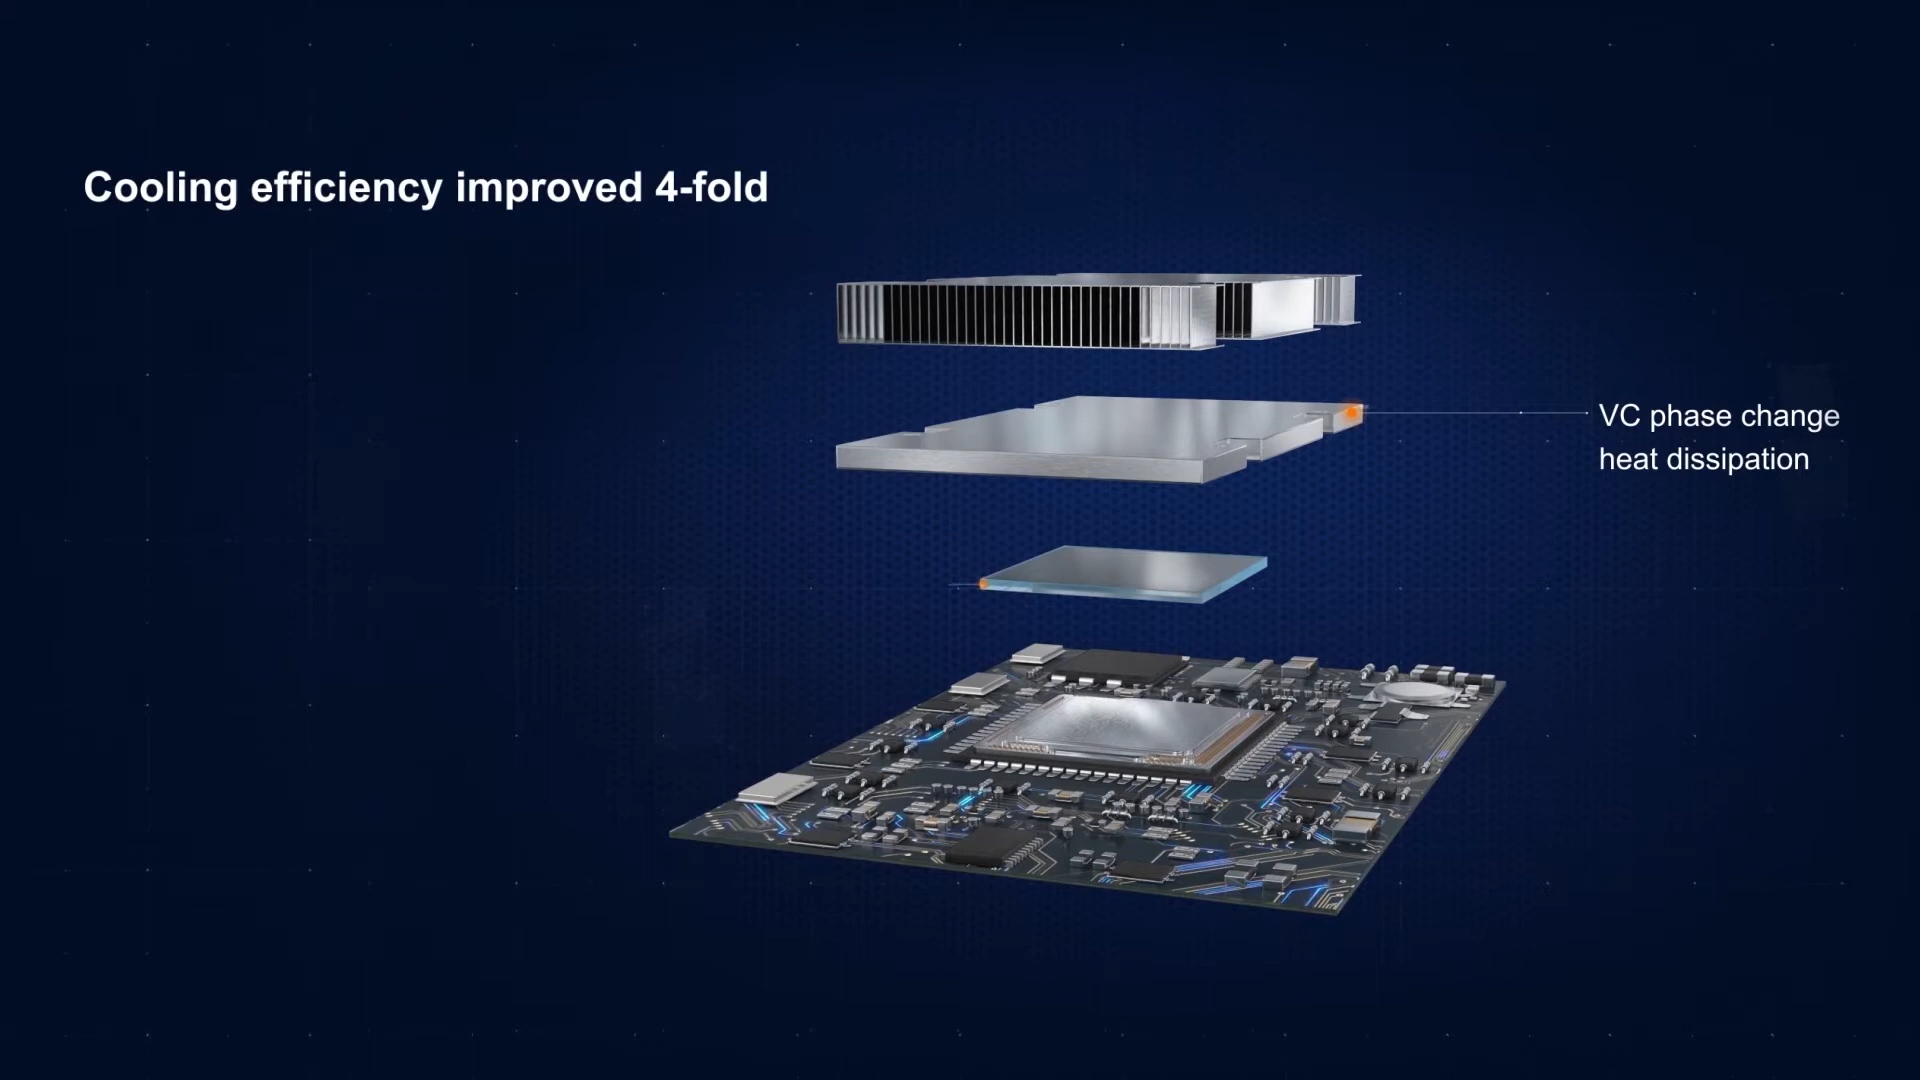 Cooling efficiency improved 4-fold
VC phase change
heat dissipation